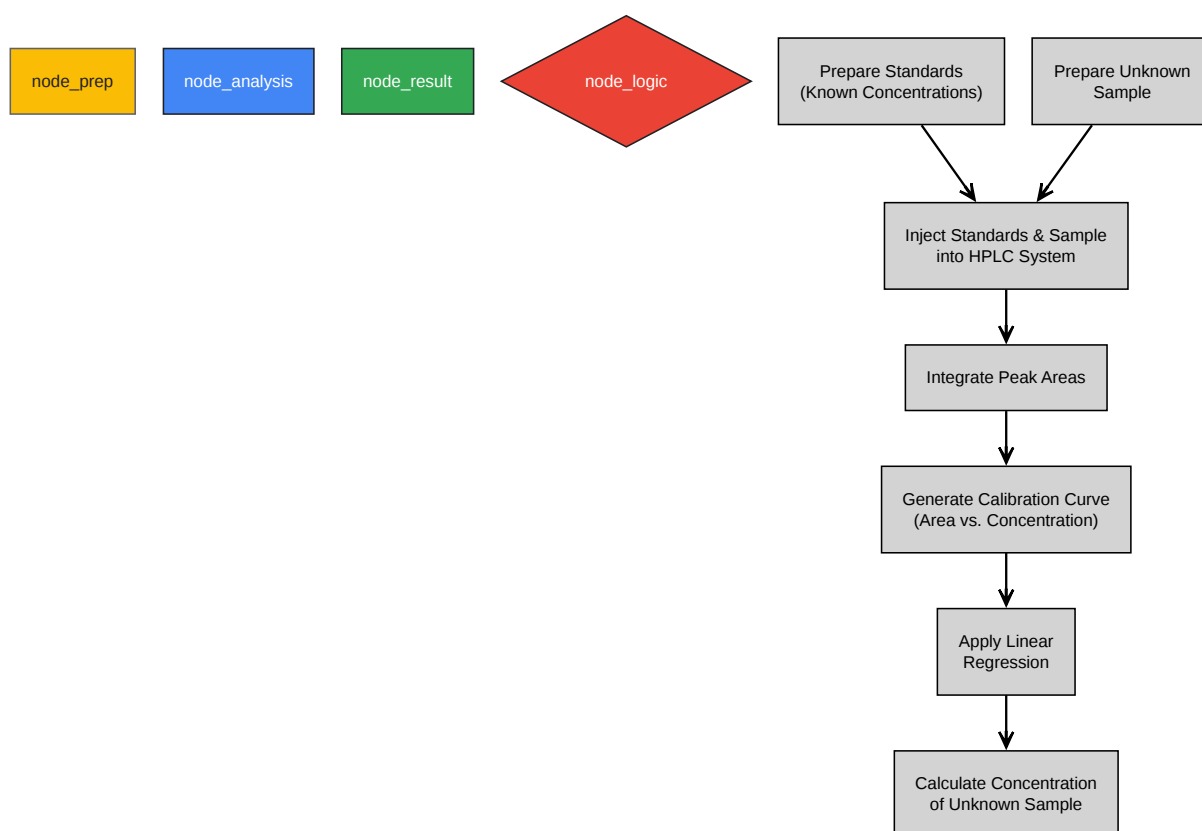 node_prep
node_analysis
node_result
node_logic
Prepare Standards
(Known Concentrations)
Prepare Unknown
Sample
Inject Standards & Sample
into HPLC System
Integrate Peak Areas
Generate Calibration Curve
(Area vs. Concentration)
Apply Linear
Regression
Calculate Concentration
of Unknown Sample